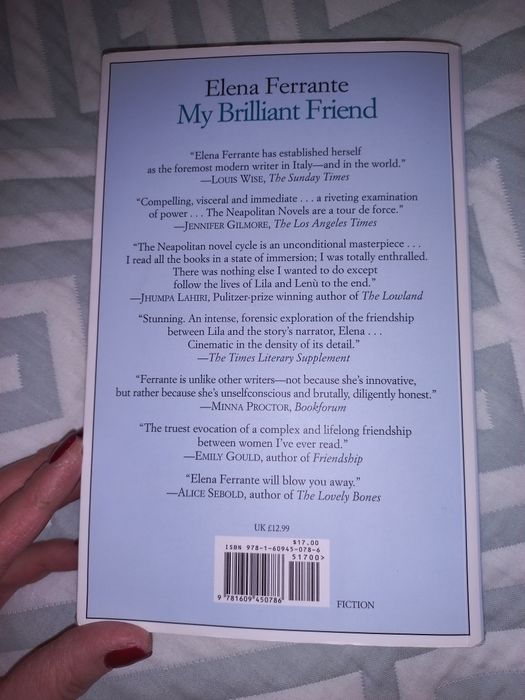 Elena Ferrante
My Brilliant Friend
“Elena Ferrante has established herself
as the foremost modern writer in Italy—and in the world.”
—LOUIS WISE, The Sunday Times
“Compelling, visceral and immediate . . . a riveting examination
of power . . . The Neapolitan Novels are a tour de force.”
—JENNIFER GILMORE, The Los Angeles Times
“The Neapolitan novel cycle is an unconditional masterpiece . . .
I read all the books in a state of immersion; I was totally enthralled.
There was nothing else I wanted to do except
follow the lives of Lila and Lenù to the end.”
—JHUMPA LAHIRI, Pulitzer-prize winning author of The Lowland
“Stunning. An intense, forensic exploration of the friendship
between Lila and the story’s narrator, Elena . . .
Cinematic in the density of its detail.”
—The Times Literary Supplement
“Ferrante is unlike other writers—not because she’s innovative,
but rather because she’s unselfconscious and brutally, diligently honest.”
—MINNA PROCTOR, Bookforum
“The truest evocation of a complex and lifelong friendship
between women I’ve ever read.”
—EMILY GOULD, author of Friendship
“Elena Ferrante will blow you away.”
—ALICE SEBOLD, author of The Lovely Bones
UK £12.99
$17.00
ISBN 978-1-60945-078-6
51700>
9 781609 450786
FICTION